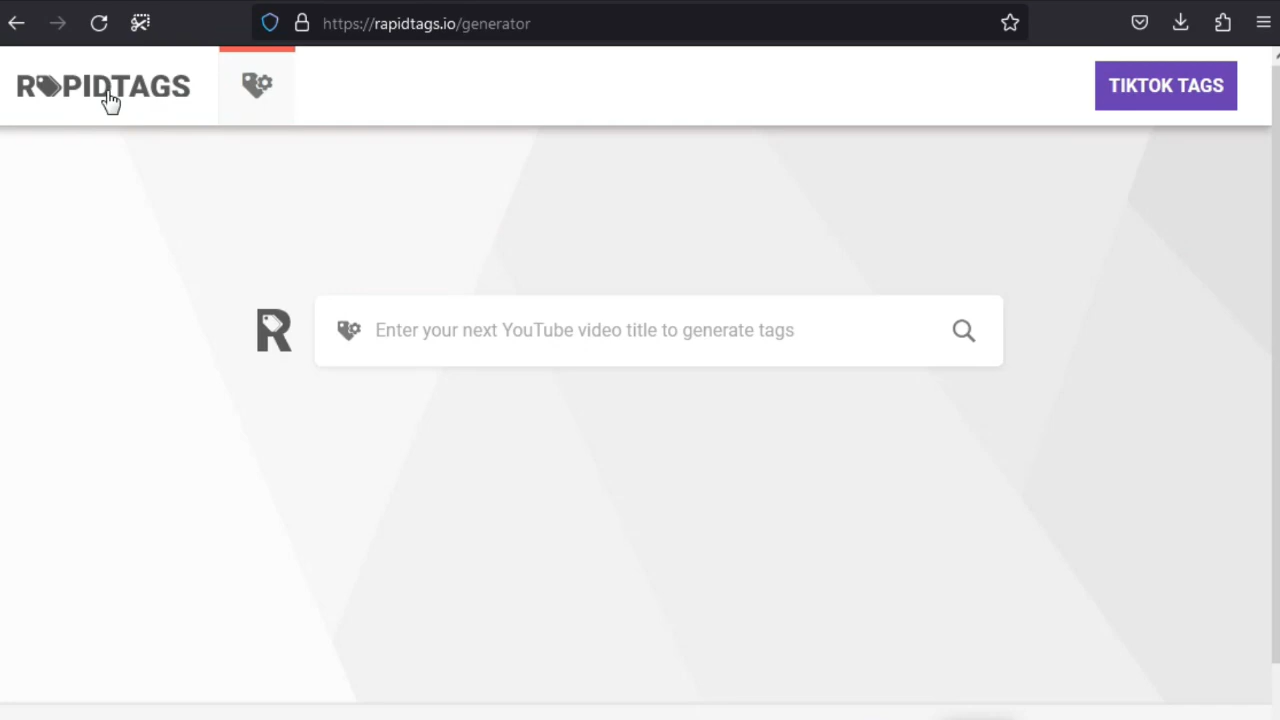 https://rapidtags.io/generator
RAPIDTAGS
TIKTOK TAGS
R
Enter your next YouTube video title to generate tags